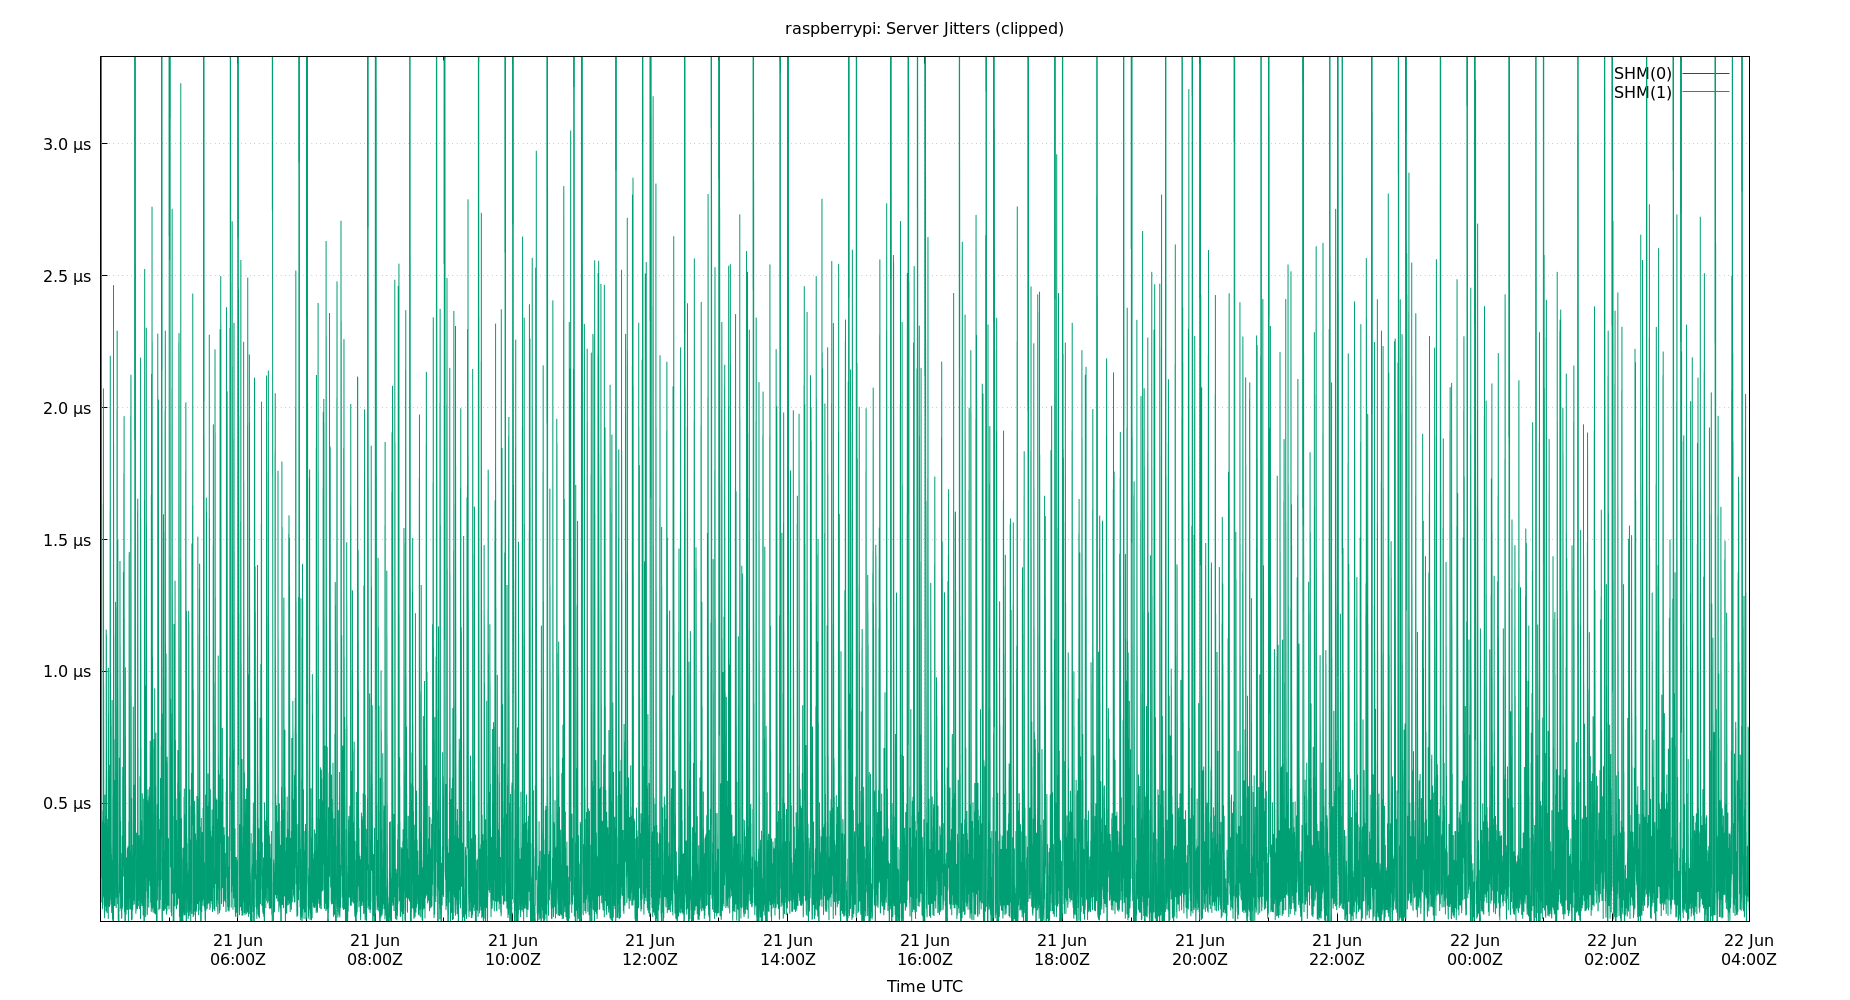 raspberrypi: Server Jitters (clipped)
SHM(0)
SHM(1)
3.0 µs
2.5 µs
2.0 µs
1.5 µs
1.0 µs
0.5 µs
21 Jun 21 Jun 21 Jun 21 Jun 21 Jun 21 Jun 21 Jun 21 Jun 21 Jun 22 Jun 22 Jun 22 Jun
06:00Z 08:00Z 10:00Z 12:00Z 14:00Z 16:00Z 18:00Z 20:00Z 22:00Z 00:00Z 02:00Z 04:00Z
Time UTC